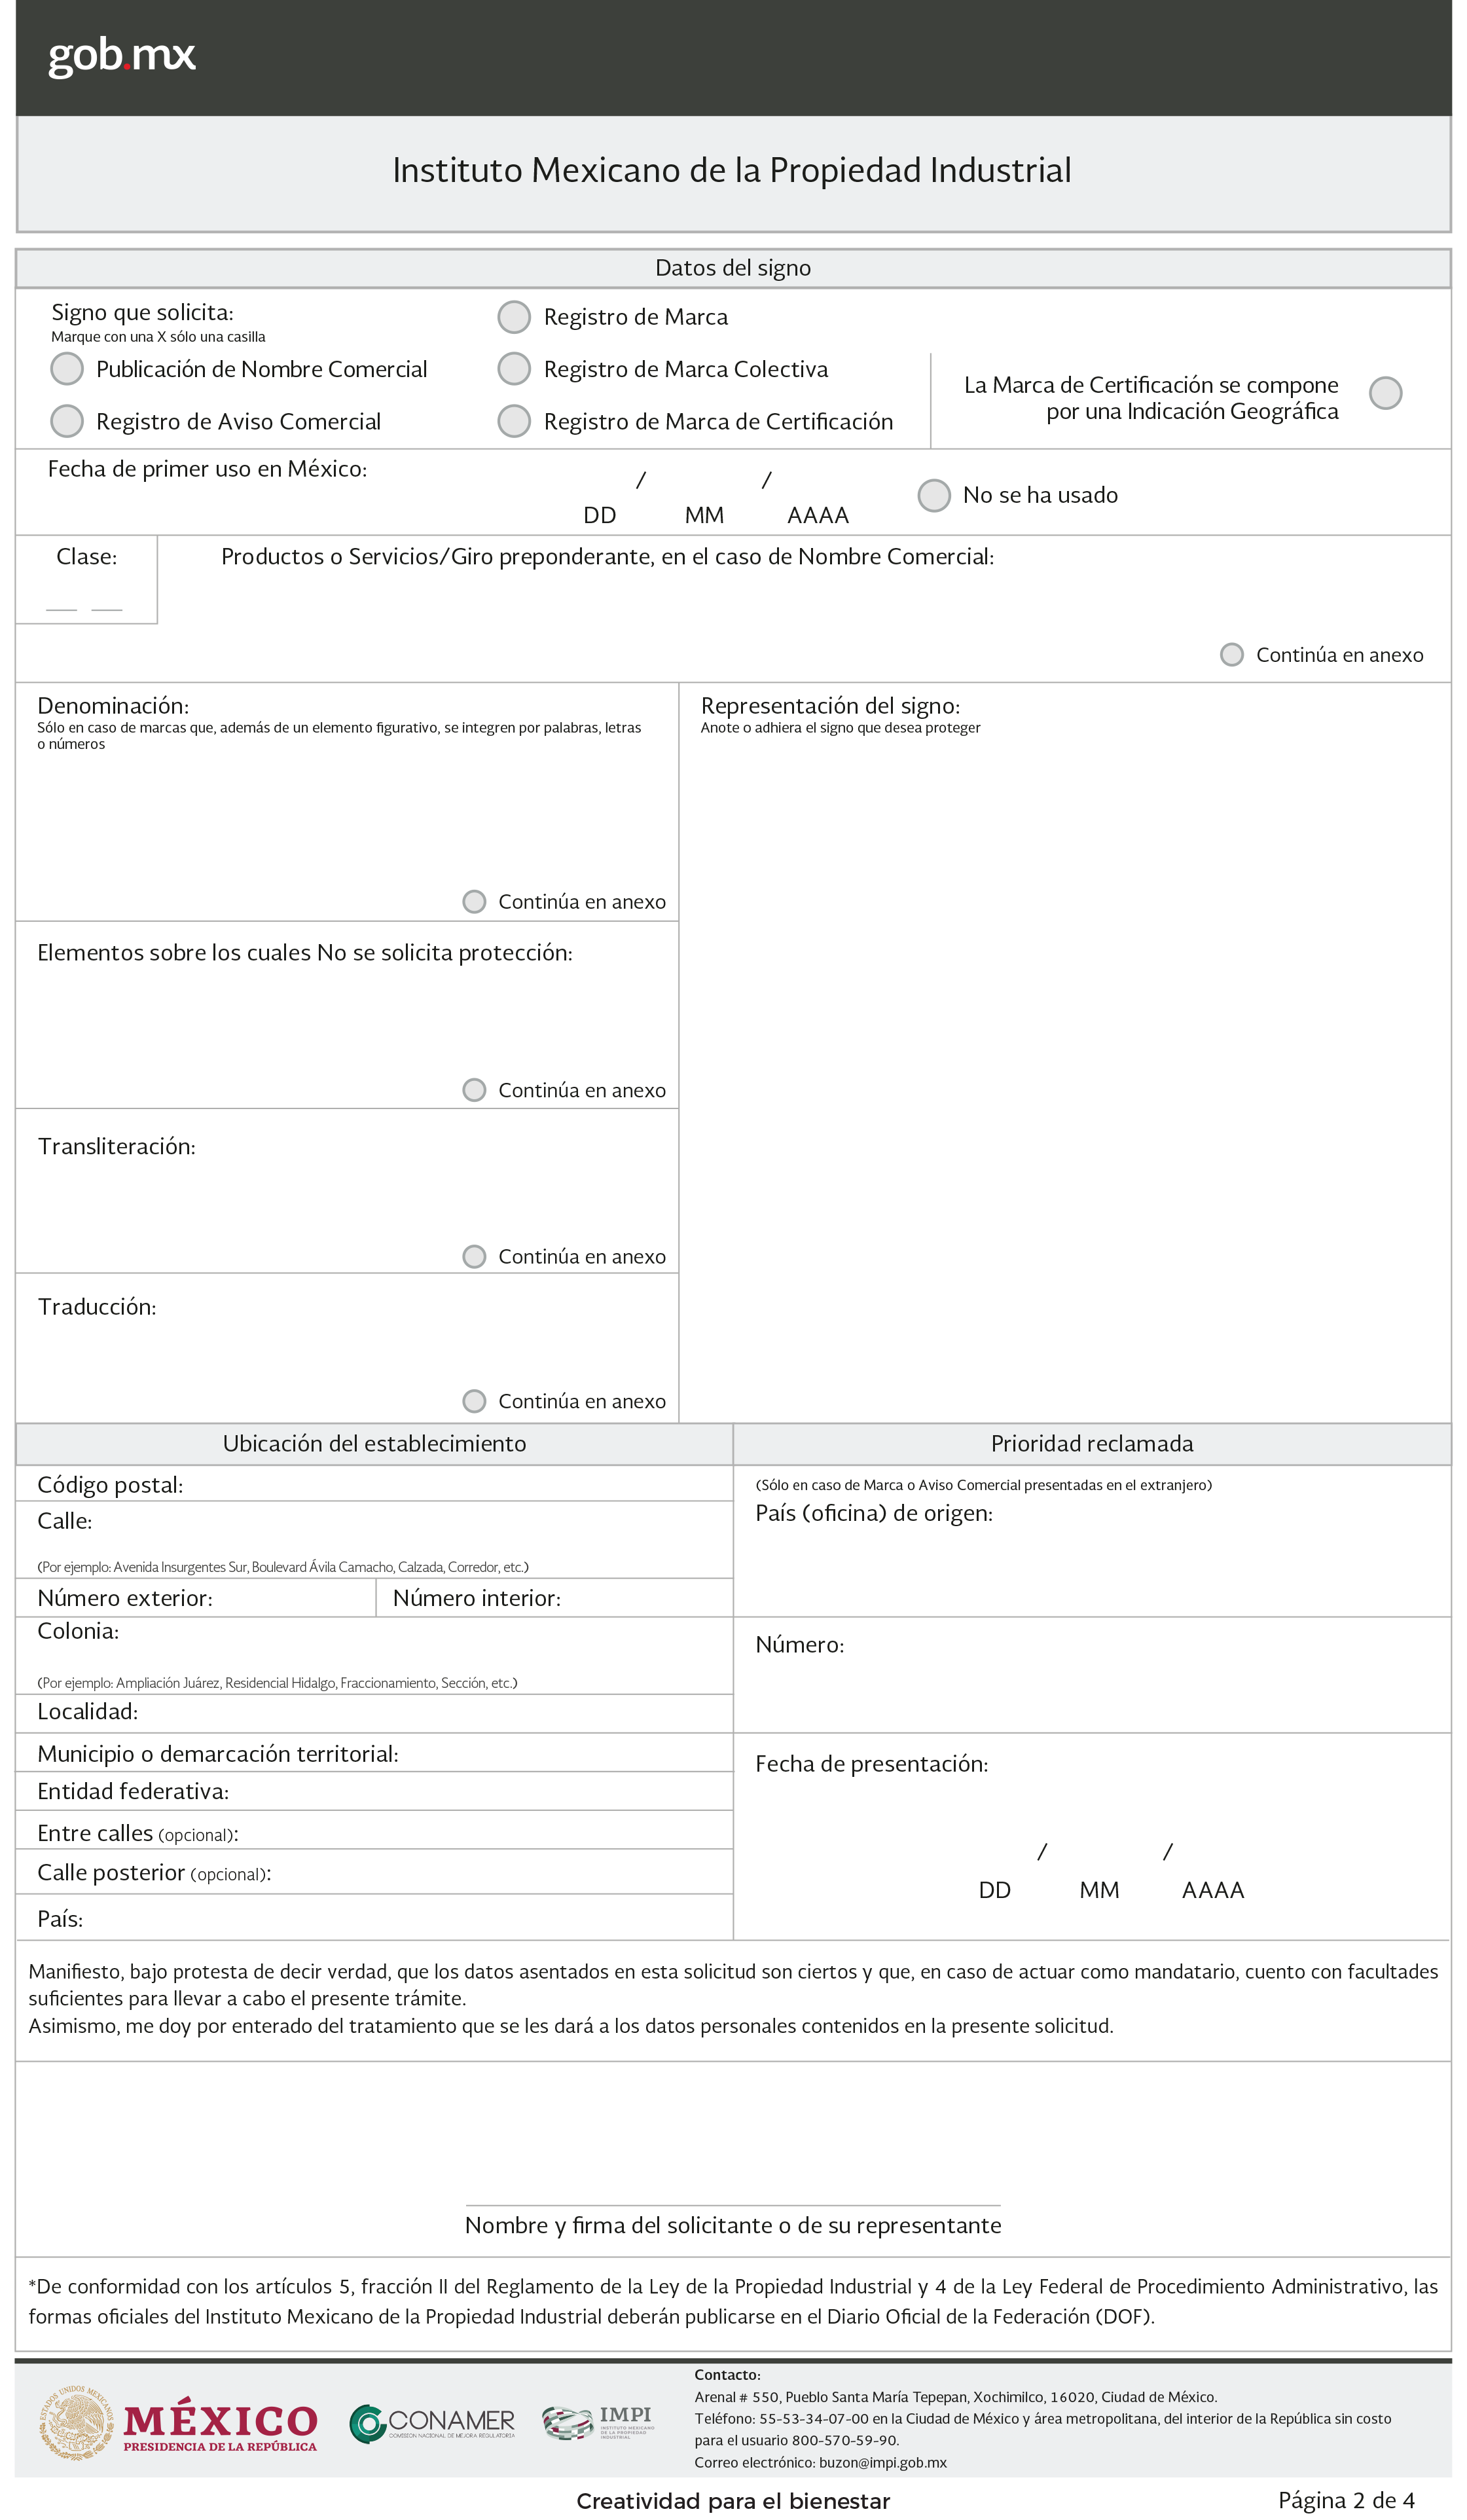 gob.mx
Instituto Mexicano de la Propiedad Industrial
Datos del signo
Signo que solicita:
Marque con una X sólo una casilla
Registro de Marca
Publicación de Nombre Comercial
Registro de Marca Colectiva
La Marca de Certificación se compone
por una Indicación Geográfica
Registro de Aviso Comercial
Registro de Marca de Certificación
Fecha de primer uso en México:
/ /
DD MM AAAA
No se ha usado
Clase:
Productos o Servicios/Giro preponderante, en el caso de Nombre Comercial:
Continúa en anexo
Denominación:
Sólo en caso de marcas que, además de un elemento figurativo, se integren por palabras, letras
o números
Continúa en anexo
Representación del signo:
Anote o adhiera el signo que desea proteger
Elementos sobre los cuales No se solicita protección:
Continúa en anexo
Transliteración:
Continúa en anexo
Traducción:
Continúa en anexo
Ubicación del establecimiento
Código postal:
Calle:
(Por ejemplo: Avenida Insurgentes Sur, Boulevard Ávila Camacho, Calzada, Corredor, etc.)
Número exterior:
Número interior:
Colonia:
(Por ejemplo: Ampliación Juárez, Residencial Hidalgo, Fraccionamiento, Sección, etc.)
Localidad:
Municipio o demarcación territorial:
Entidad federativa:
Entre calles (opcional):
Calle posterior (opcional):
País:
Prioridad reclamada
(Sólo en caso de Marca o Aviso Comercial presentadas en el extranjero)
País (oficina) de origen:
Número:
Fecha de presentación:
/ /
DD MM AAAA
Manifiesto, bajo protesta de decir verdad, que los datos asentados en esta solicitud son ciertos y que, en caso de actuar como mandatario, cuento con facultades
suficientes para llevar a cabo el presente trámite.
Asimismo, me doy por enterado del tratamiento que se les dará a los datos personales contenidos en la presente solicitud.
Nombre y firma del solicitante o de su representante
*De conformidad con los artículos 5, fracción II del Reglamento de la Ley de la Propiedad Industrial y 4 de la Ley Federal de Procedimiento Administrativo, las
formas oficiales del Instituto Mexicano de la Propiedad Industrial deberán publicarse en el Diario Oficial de la Federación (DOF).
ESTADOS UNIDOS MEXICANOS
MÉXICO
PRESIDENCIA DE LA REPÚBLICA
CONAMER
COMISIÓN NACIONAL DE MEJORA REGULATORIA
IMPI
INSTITUTO MEXICANO
DE LA PROPIEDAD
INDUSTRIAL
Contacto:
Arenal # 550, Pueblo Santa María Tepepan, Xochimilco, 16020, Ciudad de México.
Teléfono: 55-53-34-07-00 en la Ciudad de México y área metropolitana, del interior de la República sin costo
para el usuario 800-570-59-90.
Correo electrónico: buzon@impi.gob.mx
Creatividad para el bienestar
Página 2 de 4